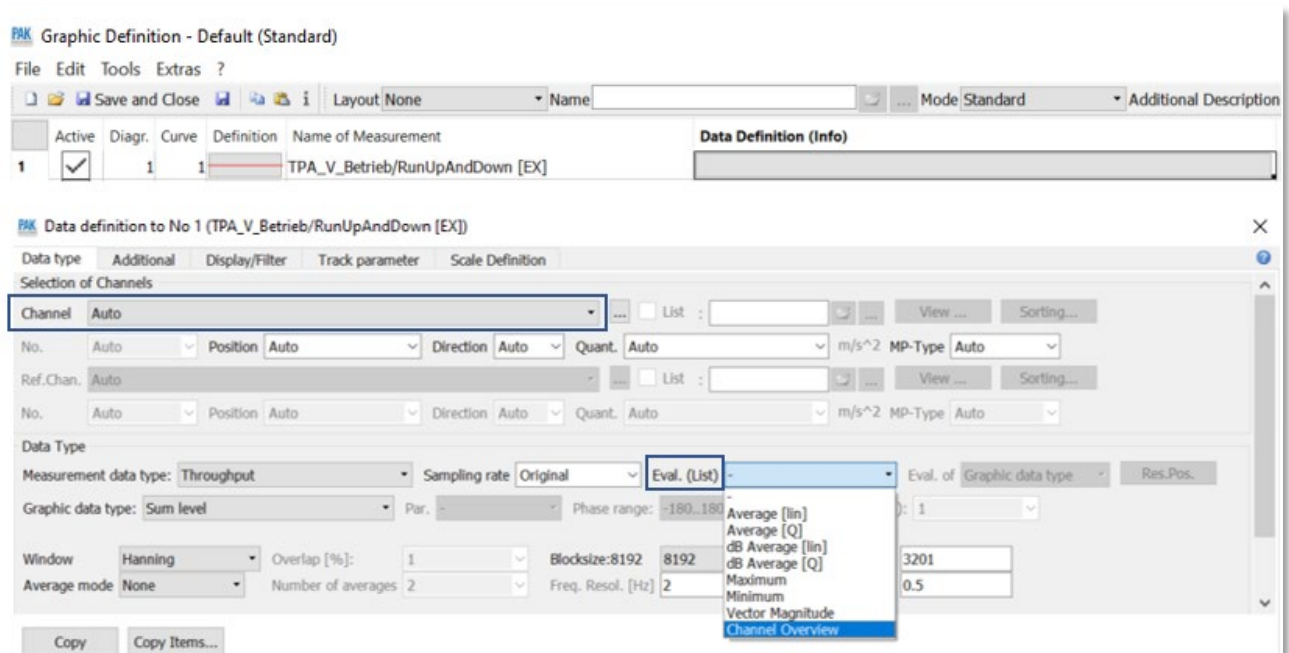 PAK Graphic Definition - Default (Standard)
File Edit Tools Extras ?
Save and Close i Layout None Name ... Mode Standard Additional Description
Active Diagr. Curve Definition Name of Measurement Data Definition (Info)
1 1 1 TPA_V_Betrieb/RunUpAndDown [EX]
PAK Data definition to No 1 (TPA_V_Betrieb/RunUpAndDown [EX])
Data type Additional Display/Filter Track parameter Scale Definition
Selection of Channels
Channel Auto ... List : ... View ... Sorting...
No. Auto Position Auto Direction Auto Quant. Auto m/s^2 MP-Type Auto
Ref.Chan. Auto ... List : ... View ... Sorting...
No. Auto Position Auto Direction Auto Quant. Auto m/s^2 MP-Type Auto
Data Type
Measurement data type: Throughput Sampling rate Original Eval. (List) - Eval. of Graphic data type Res.Pos.
Graphic data type: Sum level Par. - Phase range: -180..180 : 1
-
Average [lin]
Average [Q]
dB Average [lin]
dB Average [Q]
Maximum
Minimum
Vector Magnitude
Channel Overview
Window Hanning Overlap [%]: 1 Blocksize:8192 8192 3201
Average mode None Number of averages 2 Freq. Resol. [Hz] 2 0.5
Copy Copy Items...